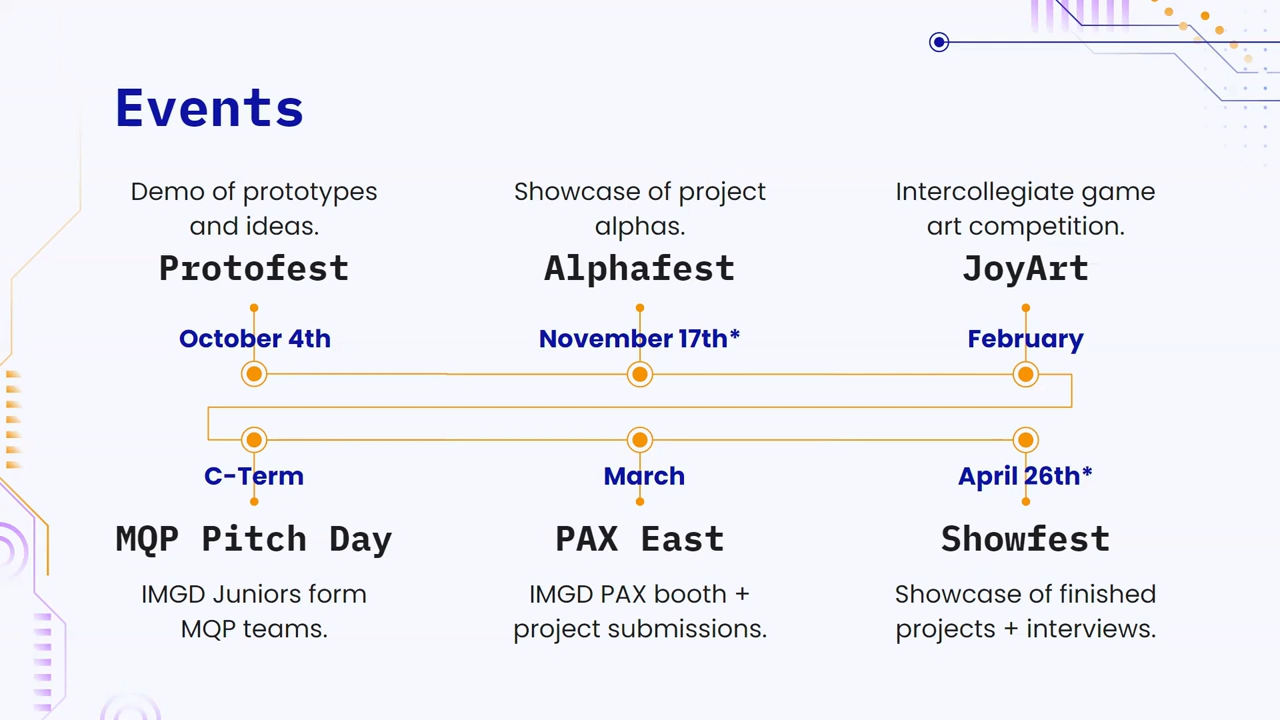 Events
Demo of prototypes
and ideas.
Protofest
October 4th
Showcase of project
alphas.
Alphafest
November 17th*
Intercollegiate game
art competition.
JoyArt
February
C-Term
MQP Pitch Day
IMGD Juniors form
MQP teams.
March
PAX East
IMGD PAX booth +
project submissions.
April 26th*
Showfest
Showcase of finished
projects + interviews.